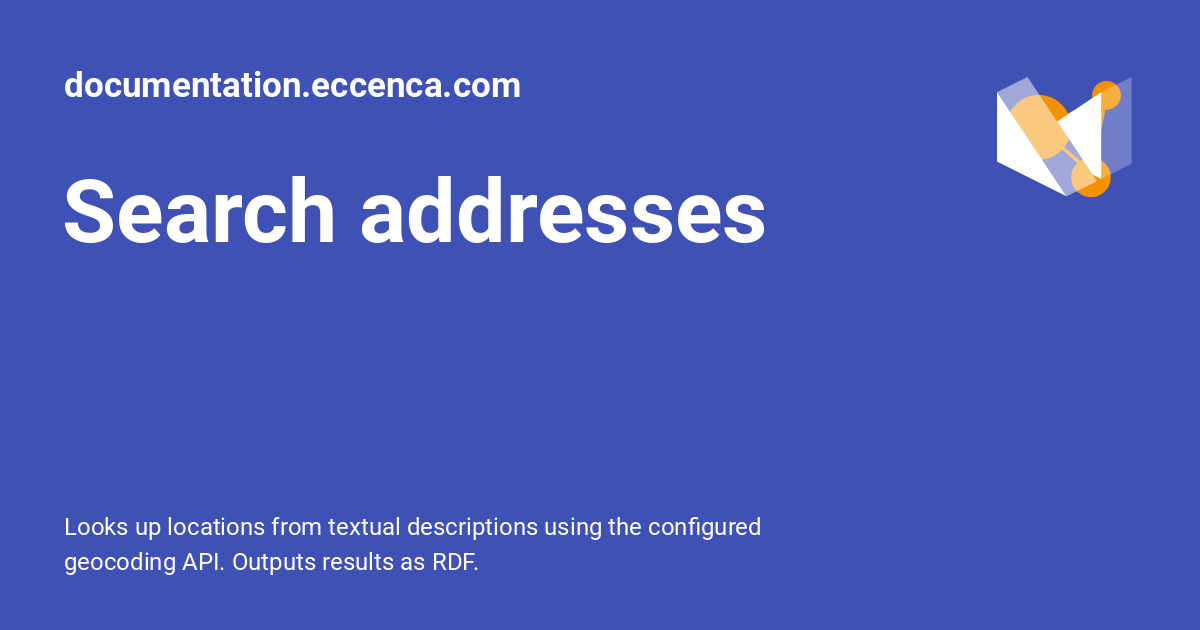 documentation.eccenca.com
Search addresses
Looks up locations from textual descriptions using the configured
geocoding API. Outputs results as RDF.